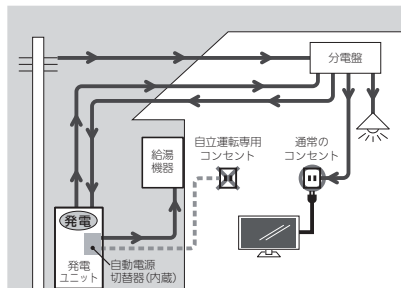 分電盤
自立運転専用
コンセント
通常の
コンセント
給湯
機器
発電
発電
ユニット
自動電源
切替器(内蔵)